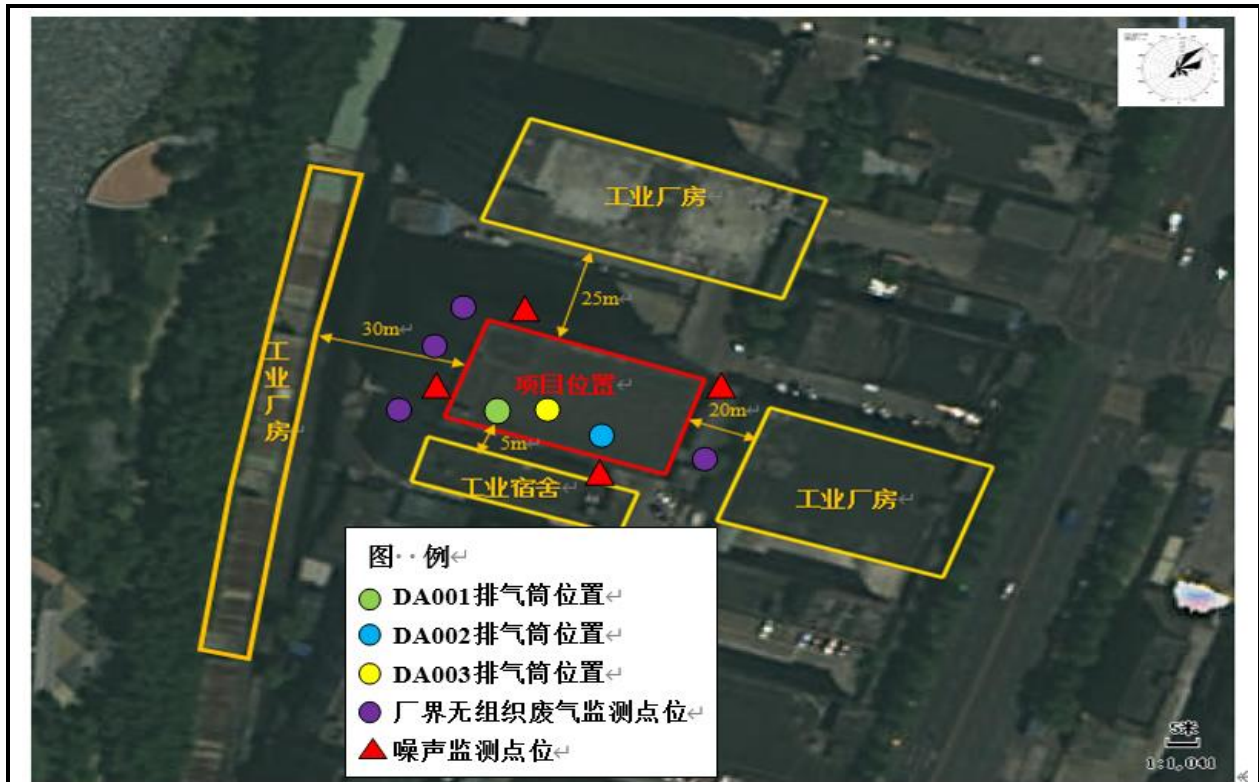 工业厂房
25m
30m
工业厂房
项目位置
20m
5m
工业宿舍
工业厂房
图例
DA001排气筒位置
DA002排气筒位置
DA003排气筒位置
厂界无组织废气监测点位
噪声监测点位
5米
1:1,041